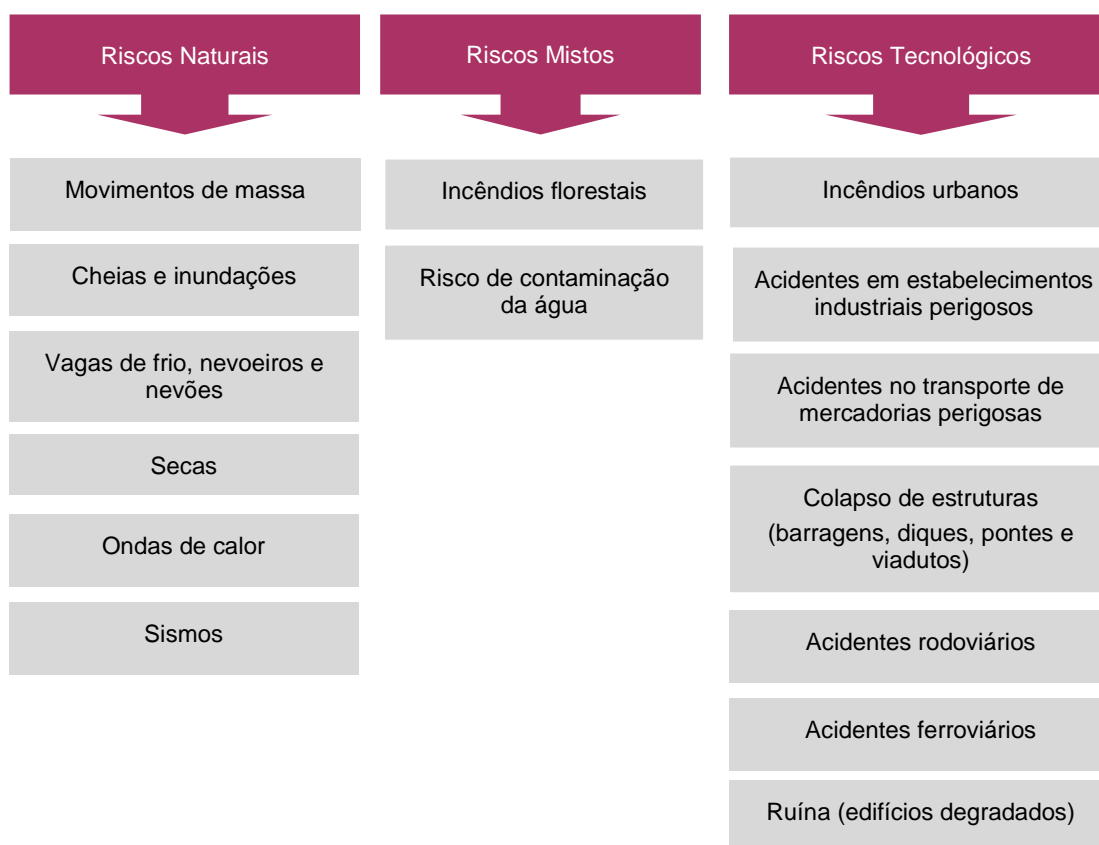 Riscos Naturais
Movimentos de massa
Cheias e inundações
Vagas de frio, nevoeiros e
nevões
Secas
Ondas de calor
Sismos
Riscos Mistos
Incêndios florestais
Risco de contaminação
da água
Riscos Tecnológicos
Incêndios urbanos
Acidentes em estabelecimentos
industriais perigosos
Acidentes no transporte de
mercadorias perigosas
Colapso de estruturas
(barragens, diques, pontes e
viadutos)
Acidentes rodoviários
Acidentes ferroviários
Ruína (edifícios degradados)